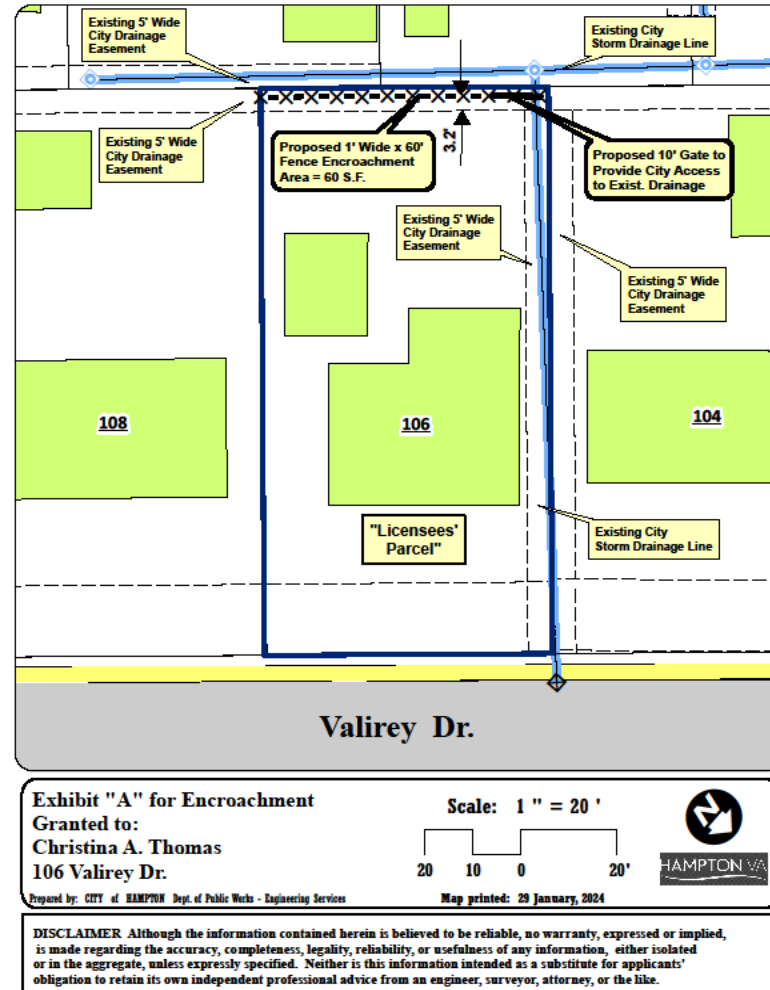 Existing 5' Wide
City Drainage
Easement
Existing City
Storm Drainage Line
Existing 5' Wide
City Drainage
Easement
Proposed 1' Wide x 60'
Fence Encroachment
Area = 60 S.F.
3.2'
Proposed 10' Gate to
Provide City Access
to Exist. Drainage
Existing 5' Wide
City Drainage
Easement
Existing 5' Wide
City Drainage
Easement
108
106
104
"Licensees'
Parcel"
Existing City
Storm Drainage Line
Valirey Dr.
Exhibit "A" for Encroachment
Granted to:
Christina A. Thomas
106 Valirey Dr.
Prepared by: CITY of HAMPTON Dept. of Public Works - Engineering Services
Scale: 1 " = 20 '
20 10 0 20'
Map printed: 29 January, 2024
N
HAMPTON VA
DISCLAIMER Although the information contained herein is believed to be reliable, no warranty, expressed or implied,
is made regarding the accuracy, completeness, legality, reliability, or usefulness of any information, either isolated
or in the aggregate, unless expressly specified. Neither is this information intended as a substitute for applicants'
obligation to retain its own independent professional advice from an engineer, surveyor, attorney, or the like.